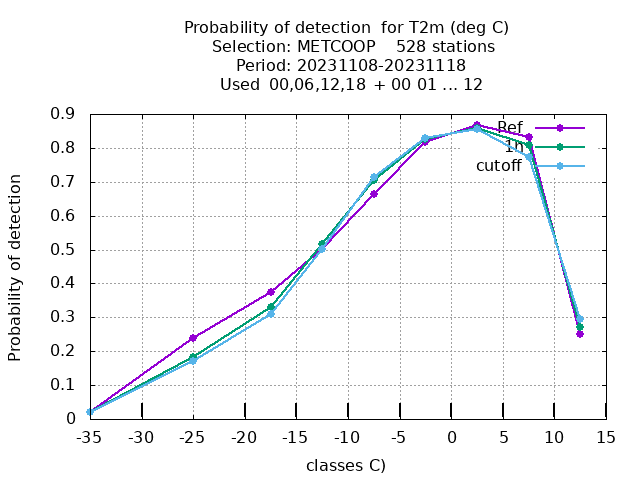 Probability of detection for T2m (deg C)
Selection: METCOOP 528 stations
Period: 20231108-20231118
Used 00,06,12,18 + 00 01 ... 12
Probability of detection
0.9
0.8
0.7
0.6
0.5
0.4
0.3
0.2
0.1
0
Ref
1h
cutoff
-35 -30 -25 -20 -15 -10 -5 0 5 10 15
classes C)